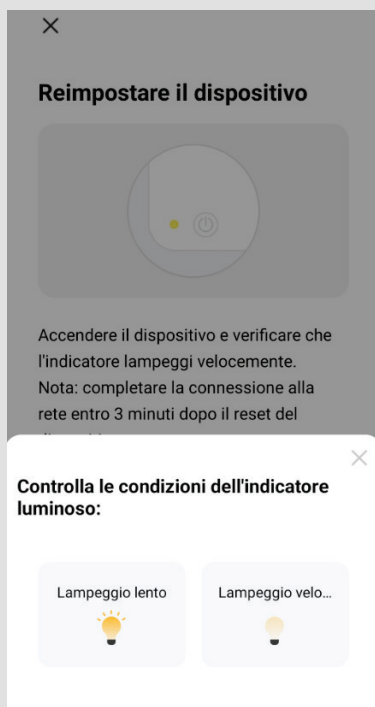 Reimpostare il dispositivo
Accendere il dispositivo e verificare che
l'indicatore lampeggi velocemente.
Nota: completare la connessione alla
rete entro 3 minuti dopo il reset del
Controlla le condizioni dell'indicatore
luminoso:
Lampeggio lento
Lampeggio velo...